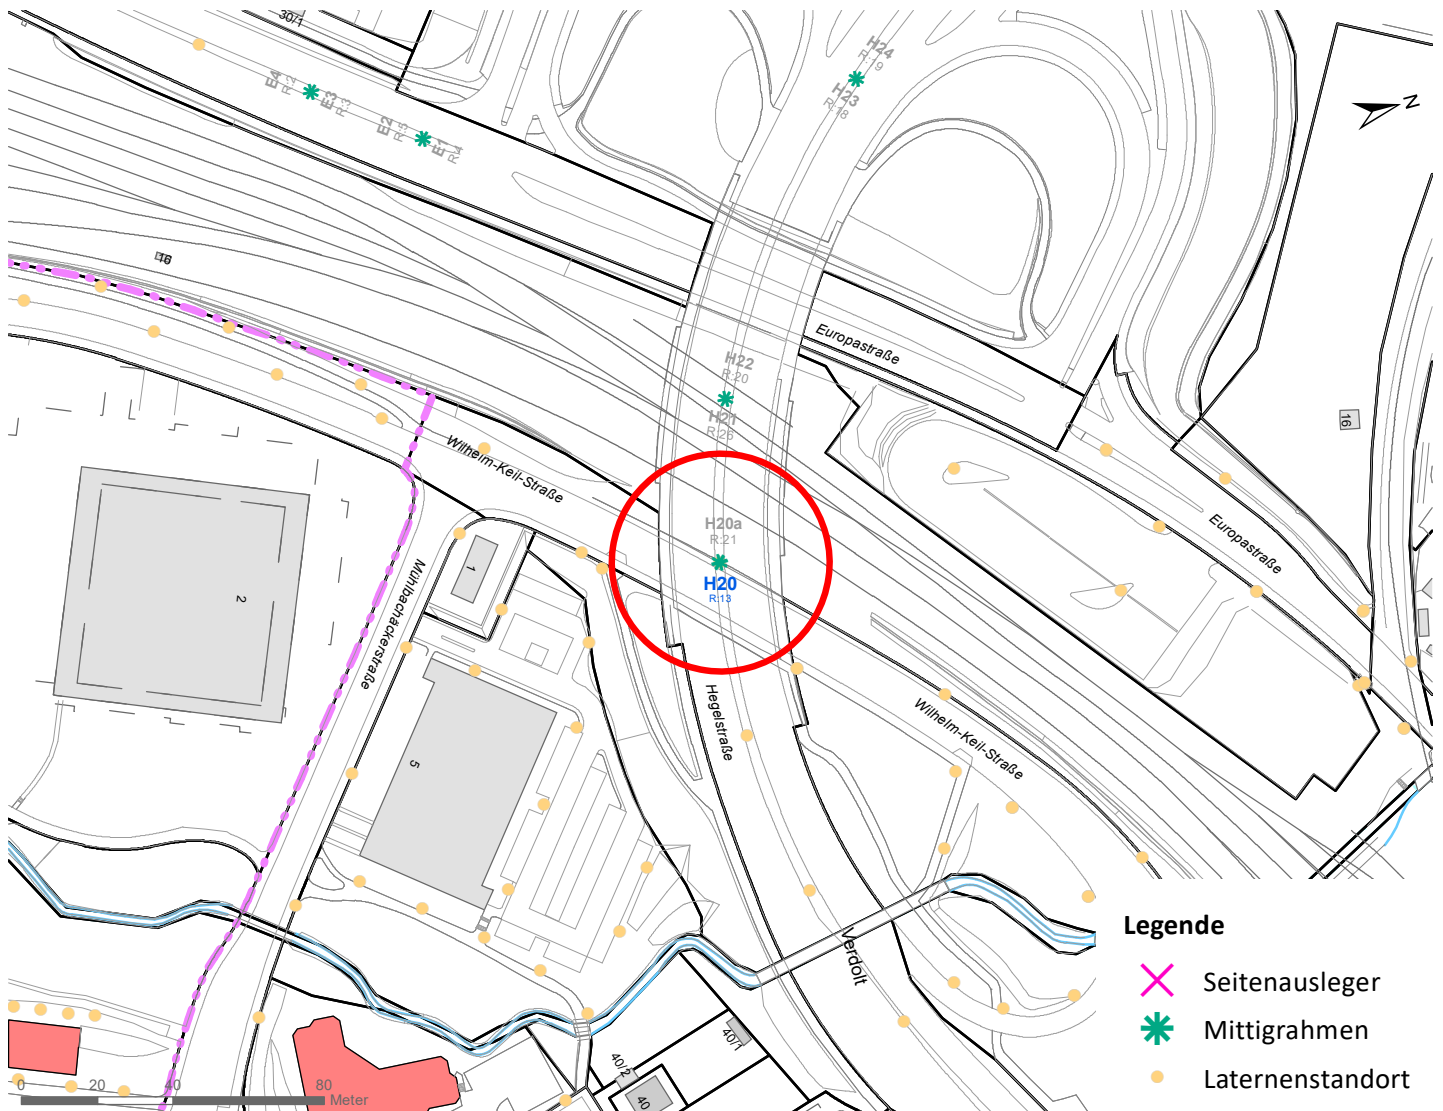 30/1
H24
R:19
H23
R:18
E4
R:2
E3
R:3
E2
R:5
E1
R:4
N
16
Europastraße
H22
R:20
H21
R:26
16
Wilhelm-Keil-Straße
H20a
R:21
H20
R:13
Europastraße
1
2
Mühlbachäckerstraße
5
Hegelstraße
Wilhelm-Keil-Straße
Verdolt
40/1
40/2
40
0 20 40 80
Meter
Legende
Seitenausleger
Mittigrahmen
Laternenstandort